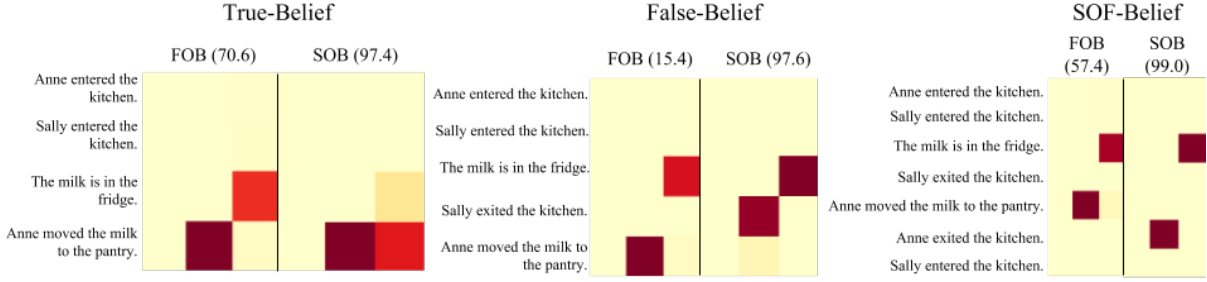 True-Belief
FOB (70.6)
SOB (97.4)
Anne entered the
kitchen.
Sally entered the
kitchen.
The milk is in the
fridge.
Anne moved the milk
to the pantry.
False-Belief
FOB (15.4)
SOB (97.6)
Anne entered the kitchen.
Sally entered the kitchen.
The milk is in the fridge.
Sally exited the kitchen.
Anne moved the milk to
the pantry.
SOF-Belief
FOB
(57.4)
SOB
(99.0)
Anne entered the kitchen.
Sally entered the kitchen.
The milk is in the fridge.
Sally exited the kitchen.
Anne moved the milk to the pantry.
Anne exited the kitchen.
Sally entered the kitchen.